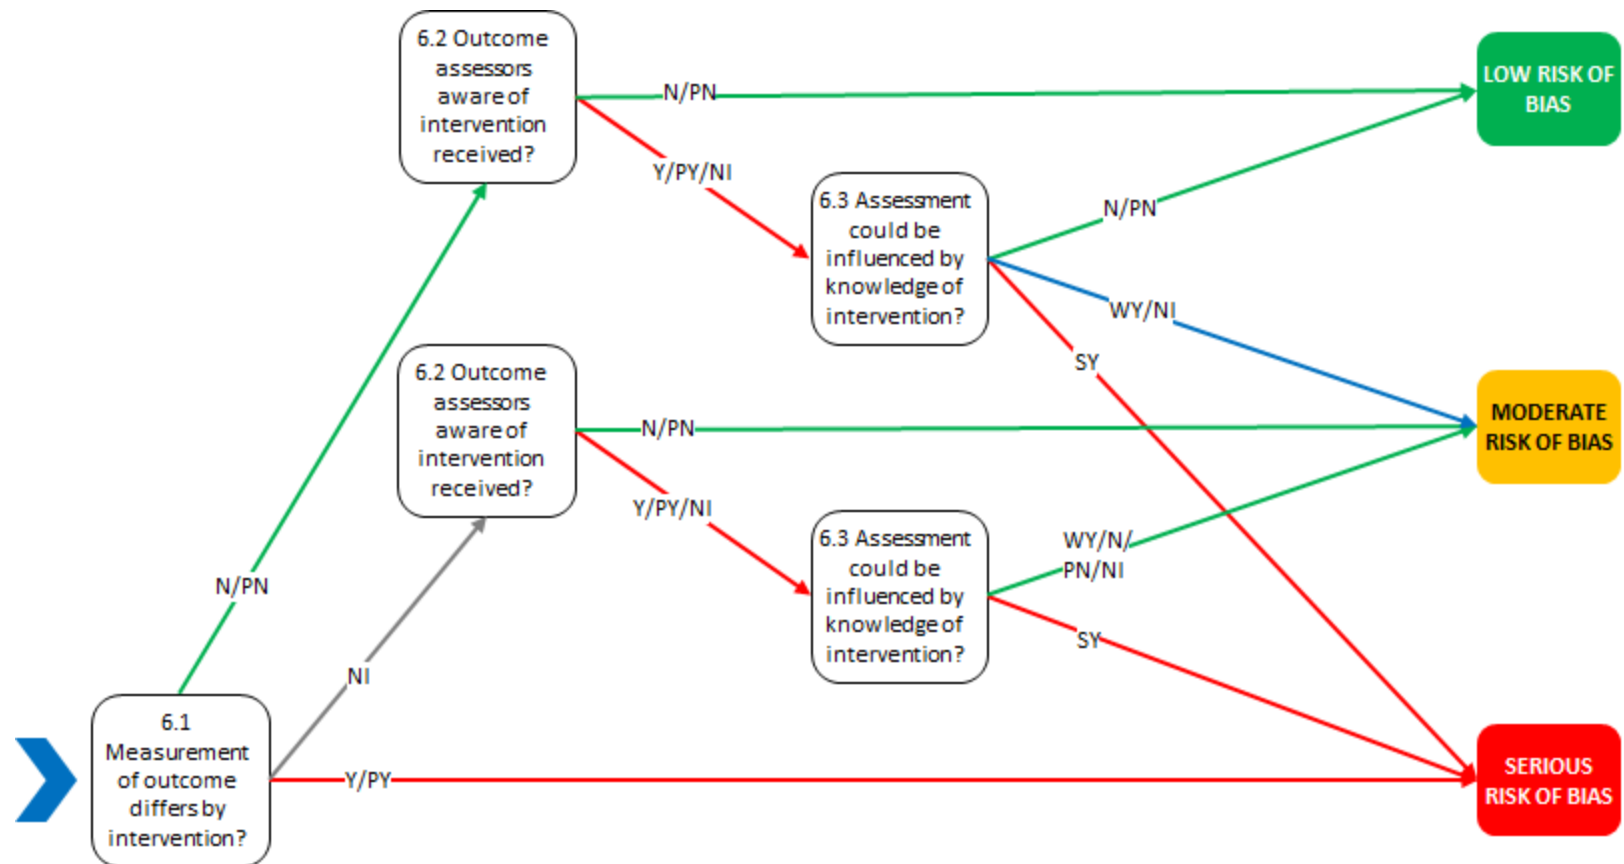 6.2 Outcome
assessors
aware of
intervention
received?
N/PN
LOW RISK OF
BIAS
Y/PY/NI
6.3 Assessment
could be
influenced by
knowledge of
intervention?
N/PN
WY/NI
SY
6.2 Outcome
assessors
aware of
intervention
received?
N/PN
MODERATE
RISK OF BIAS
Y/PY/NI
6.3 Assessment
could be
influenced by
knowledge of
intervention?
WY/N/
PN/NI
SY
N/PN
NI
6.1
Measurement
of outcome
differs by
intervention?
Y/PY
SERIOUS
RISK OF BIAS